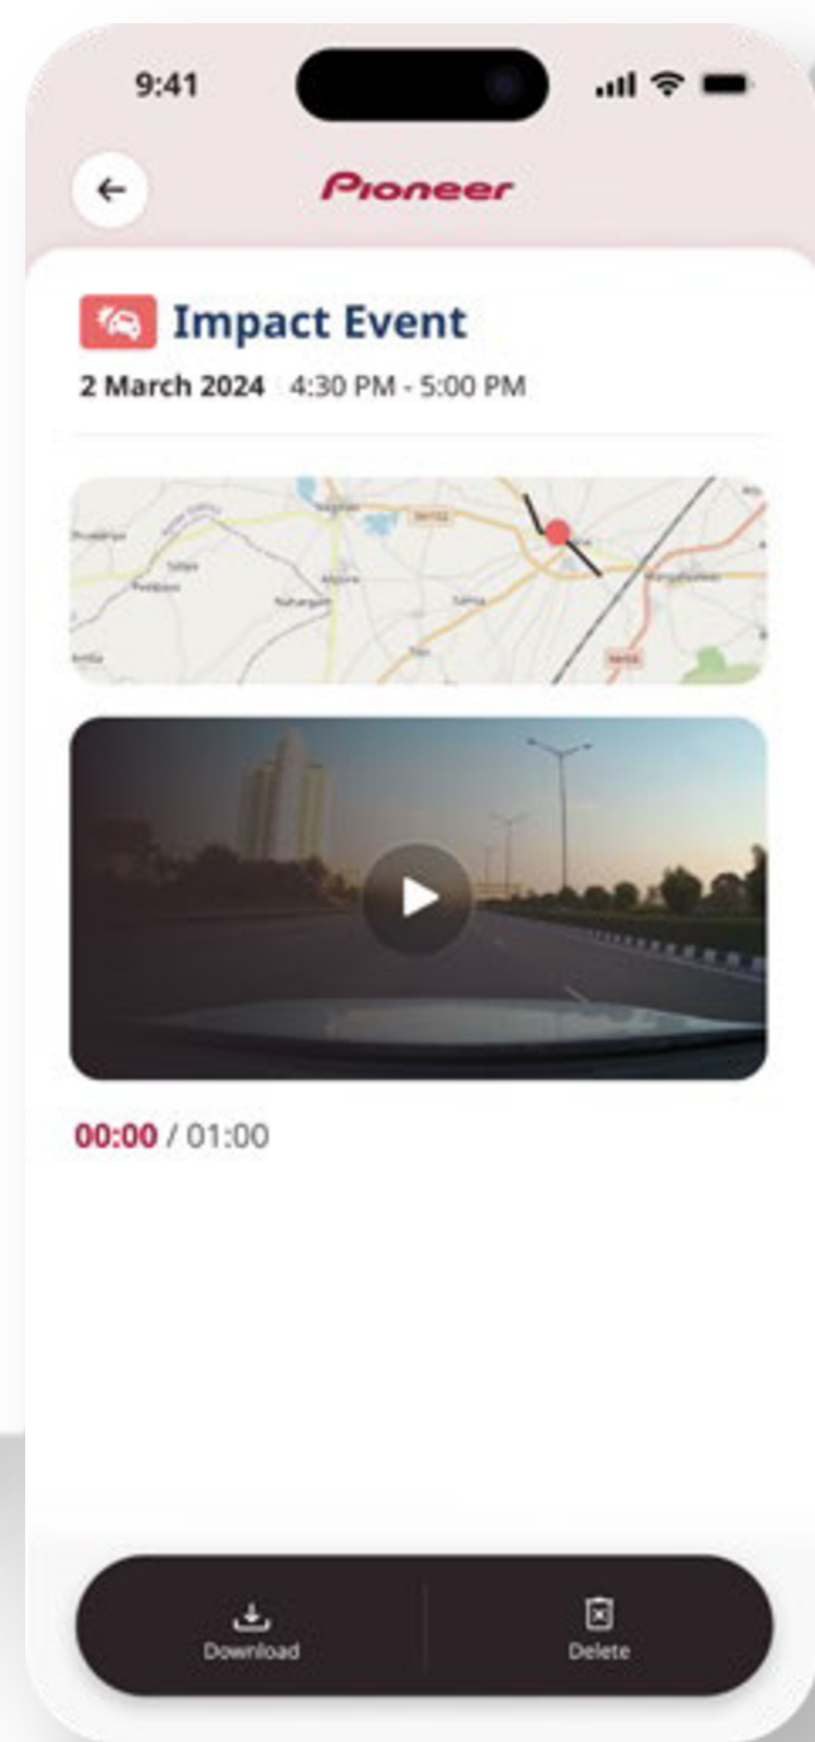 9:41
Pioneer
Impact Event
2 March 2024 4:30 PM - 5:00 PM
00:00 / 01:00
Download
Delete